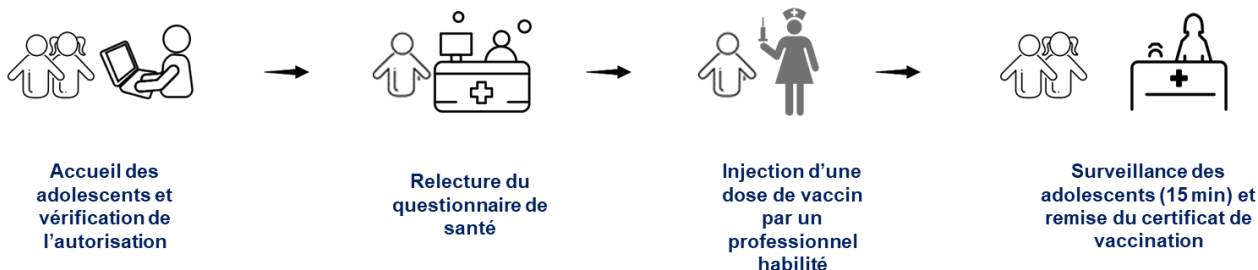 Accueil des
adolescents et
vérification de
l'autorisation
Relecture du
questionnaire de
santé
Injection d'une
dose de vaccin
par un
professionnel
habilité
Surveillance des
adolescents (15 min) et
remise du certificat de
vaccination